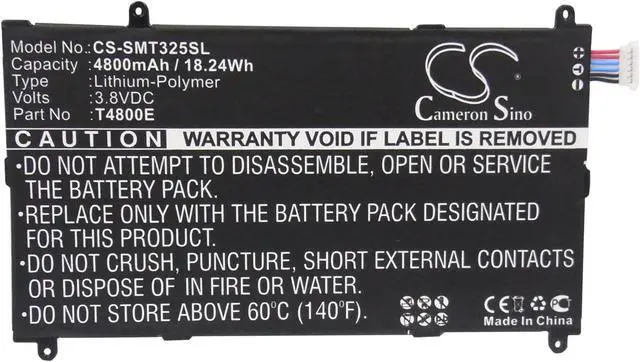 Model No.: CS-SMT325SL
Capacity: 4800mAh / 18.24Wh
Type: Lithium-Polymer
Volts: 3.8VDC
Part No: T4800E
CS
Cameron Sino
CAUTION WARRANTY VOID IF LABEL IS REMOVED
•DO NOT ATTEMPT TO DISASSEMBLE, OPEN OR SERVICE
THE BATTERY PACK.
•REPLACE ONLY WITH THE BATTERY PACK DESIGNATED
FOR THIS PRODUCT.
•DO NOT CRUSH, PUNCTURE, SHORT EXTERNAL CONTACTS
OR DISPOSE OF IN FIRE OR WATER.
•DO NOT STORE ABOVE 60°C (140°F).
CE
Made In China